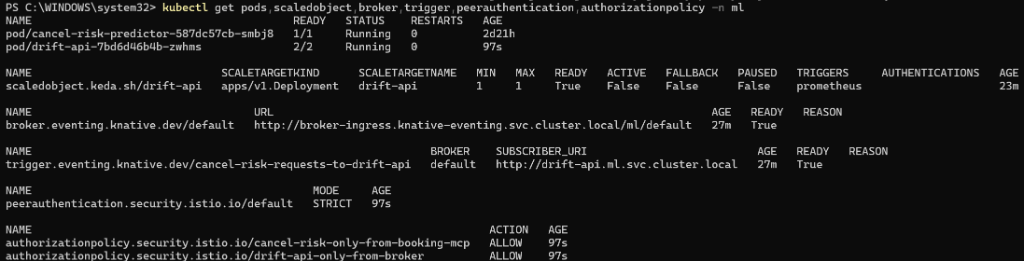 PS C:\WINDOWS\system32> kubectl get pods,scaledobject,broker,trigger,peerauthentication,authorizationpolicy -n ml
NAME READY STATUS RESTARTS AGE
pod/cancel-risk-predictor-587dc57cb-smbj8 1/1 Running 0 2d21h
pod/drift-api-7bd6d46b4b-zwhms 2/2 Running 0 97s
NAME SCALETARGETKIND SCALETARGETNAME MIN MAX READY ACTIVE FALLBACK PAUSED TRIGGERS AUTHENTICATIONS AGE
scaledobject.keda.sh/drift-api apps/v1.Deployment drift-api 1 1 True False False False prometheus 23m
NAME URL AGE READY REASON
broker.eventing.knative.dev/default http://broker-ingress.knative-eventing.svc.cluster.local/ml/default 27m True
NAME BROKER SUBSCRIBER_URI AGE READY REASON
trigger.eventing.knative.dev/cancel-risk-requests-to-drift-api default http://drift-api.ml.svc.cluster.local 27m True
NAME MODE AGE
peerauthentication.security.istio.io/default STRICT 97s
NAME ACTION AGE
authorizationpolicy.security.istio.io/cancel-risk-only-from-booking-mcp ALLOW 97s
authorizationpolicy.security.istio.io/drift-api-only-from-broker ALLOW 97s